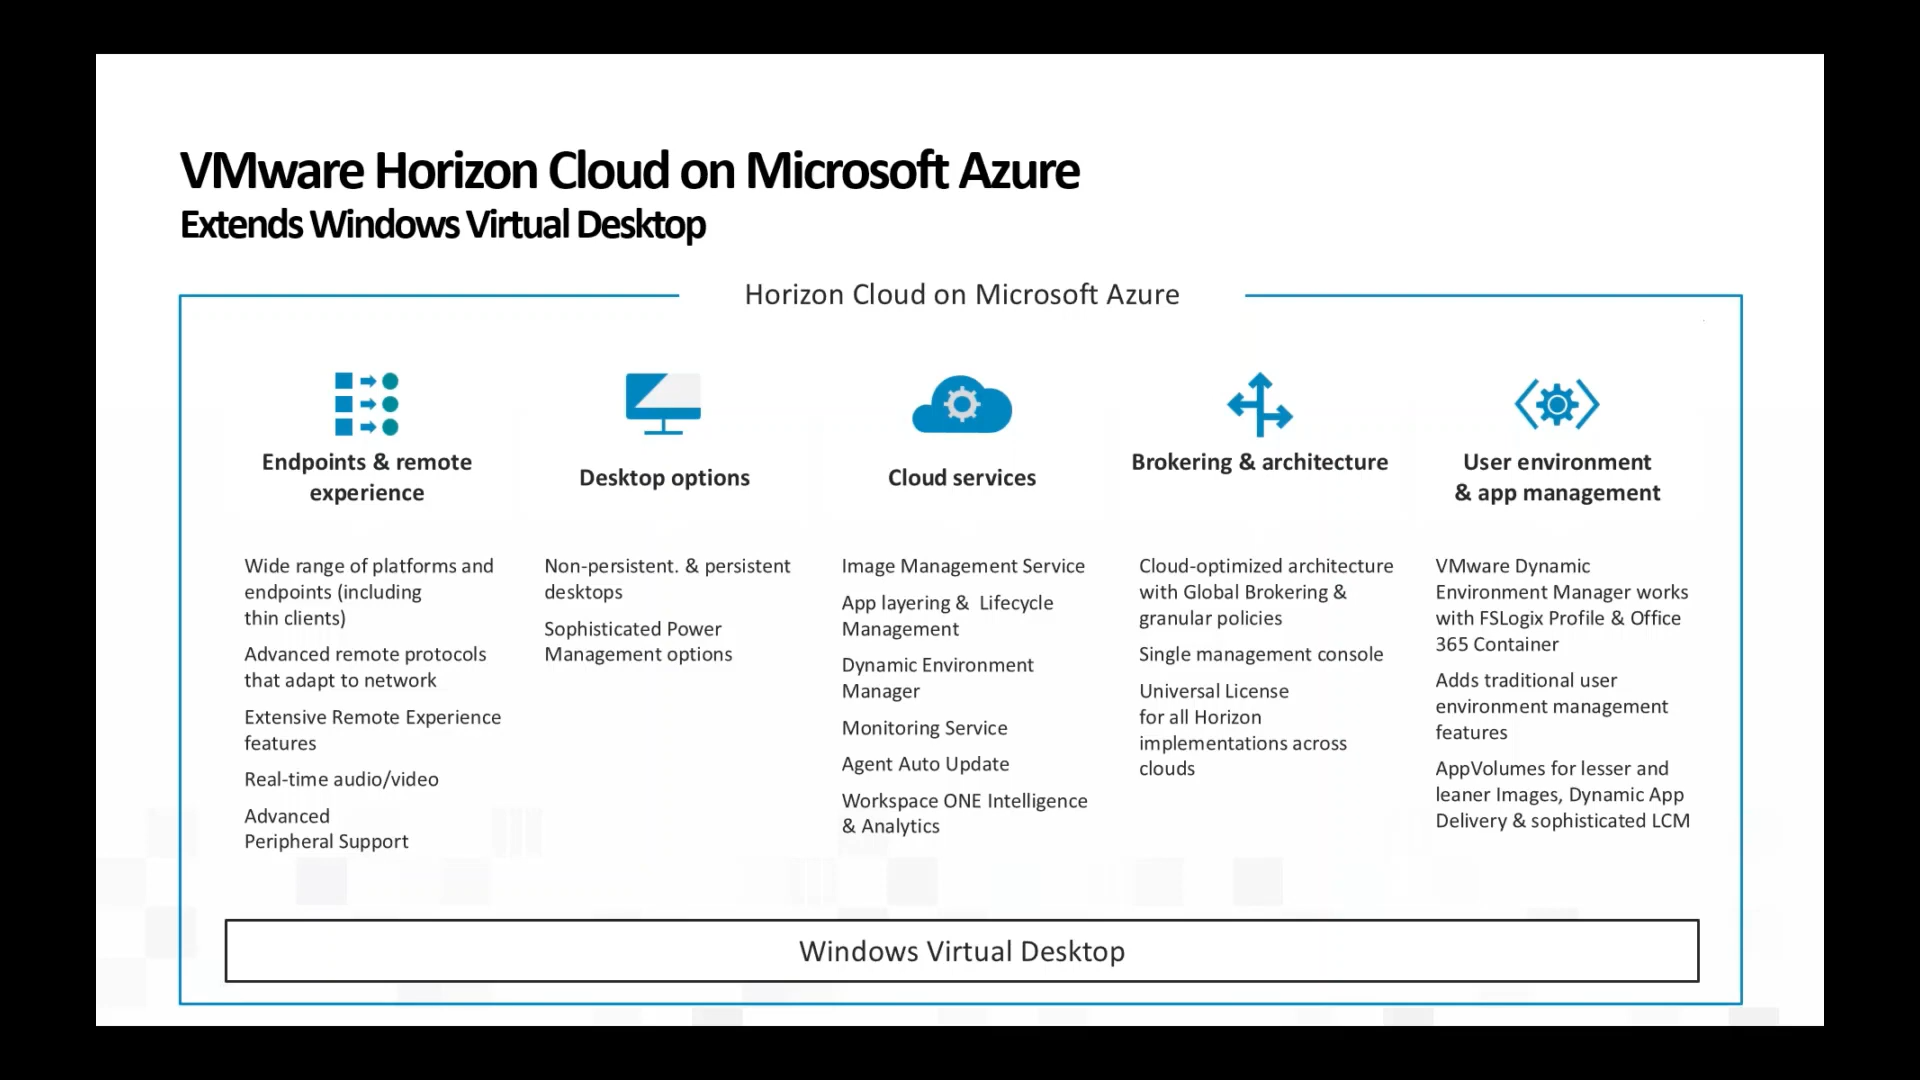 VMware Horizon Cloud on Microsoft Azure
Extends Windows Virtual Desktop
Horizon Cloud on Microsoft Azure
Endpoints & remote
experience
Wide range of platforms and
endpoints (including
thin clients)
Advanced remote protocols
that adapt to network
Extensive Remote Experience
features
Real-time audio/video
Advanced
Peripheral Support
Desktop options
Non-persistent. & persistent
desktops
Sophisticated Power
Management options
Cloud services
Image Management Service
App layering & Lifecycle
Management
Dynamic Environment
Manager
Monitoring Service
Agent Auto Update
Workspace ONE Intelligence
& Analytics
Brokering & architecture
Cloud-optimized architecture
with Global Brokering &
granular policies
Single management console
Universal License
for all Horizon
implementations across
clouds
User environment
& app management
VMware Dynamic
Environment Manager works
with FSLogix Profile & Office
365 Container
Adds traditional user
environment management
features
AppVolumes for lesser and
leaner Images, Dynamic App
Delivery & sophisticated LCM
Windows Virtual Desktop